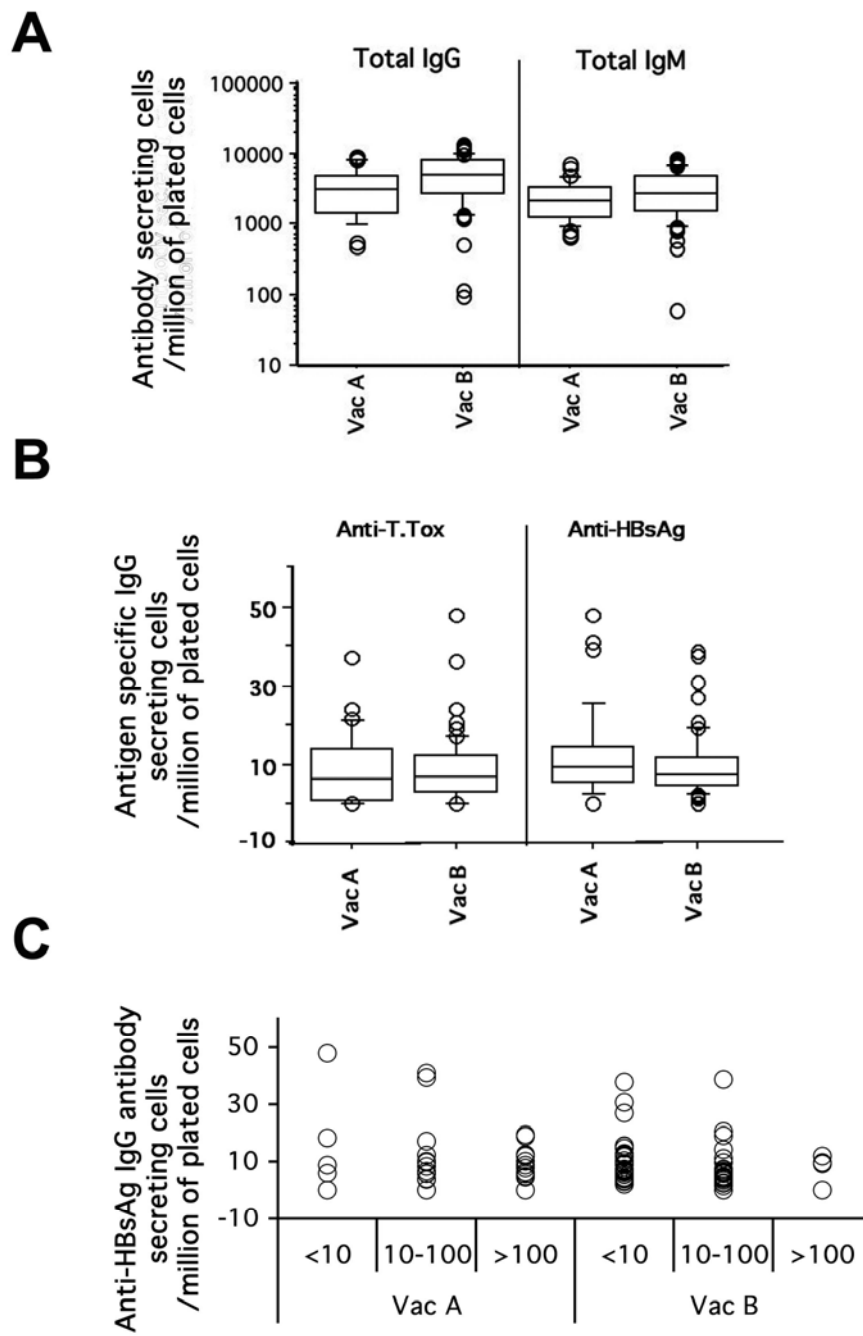 A
Total IgG
Total IgM
Antibody secreting cells
/million of plated cells
100000
10000
1000
100
10
Vac A
Vac B
Vac A
Vac B
B
Anti-T.Tox
Anti-HBsAg
Antigen specific IgG
secreting cells
/million of plated cells
50
30
10
-10
Vac A
Vac B
Vac A
Vac B
C
Anti-HBsAg IgG antibody
secreting cells
/million of plated cells
50
30
10
-10
<10 10-100 >100 <10 10-100 >100
Vac A Vac B